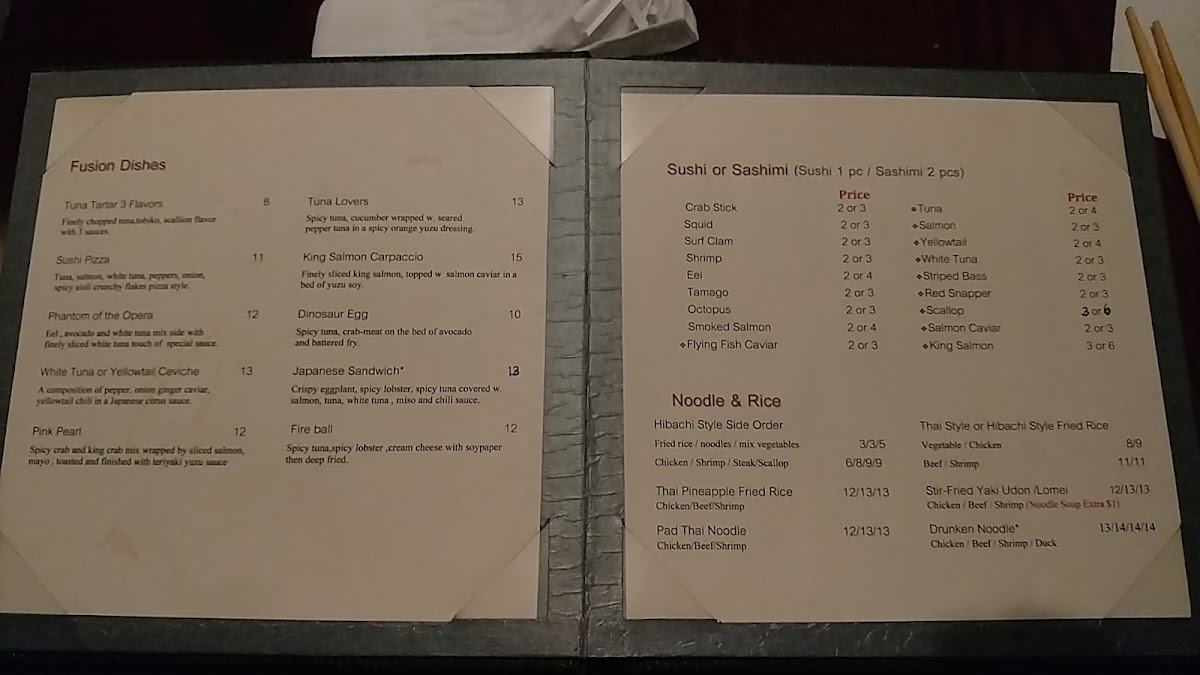 Fusion Dishes
Tuna Tartar 3 Flavors 8
Finely chopped tuna,tobiko, scallion flavor
with 3 sauces.
Sushi Pizza 11
Tuna, salmon, white tuna, peppers, onion,
spicy aioli crunchy flakes pizza style.
Phantom of the Opera 12
Eel , avocado and white tuna mix side with
finely sliced white tuna touch of special sauce.
White Tuna or Yellowtail Ceviche 13
A composition of pepper, onion ginger caviar,
yellowtail chili in a Japanese citrus sauce.
Pink Pearl 12
Spicy crab and king crab mix wrapped by sliced salmon,
mayo , toasted and finished with teriyaki yuzu sauce
Tuna Lovers 13
Spicy tuna, cucumber wrapped w. seared
pepper tuna in a spicy orange yuzu dressing.
King Salmon Carpaccio 15
Finely sliced king salmon, topped w salmon caviar in a
bed of yuzu soy.
Dinosaur Egg 10
Spicy tuna, crab-meat on the bed of avocado
and battered fry.
Japanese Sandwich* 13
Crispy eggplant, spicy lobster, spicy tuna covered w.
salmon, tuna, white tuna , miso and chili sauce.
Fire ball 12
Spicy tuna,spicy lobster ,cream cheese with soypaper
then deep fried.
Sushi or Sashimi (Sushi 1 pc / Sashimi 2 pcs)
Price
Crab Stick 2 or 3
Squid 2 or 3
Surf Clam 2 or 3
Shrimp 2 or 3
Eel 2 or 4
Tamago 2 or 3
Octopus 2 or 3
Smoked Salmon 2 or 4
❖Flying Fish Caviar 2 or 3
Price
❖Tuna 2 or 4
❖Salmon 2 or 3
❖Yellowtail 2 or 4
❖White Tuna 2 or 3
❖Striped Bass 2 or 3
❖Red Snapper 2 or 3
❖Scallop 3 or 6
❖Salmon Caviar 2 or 3
❖King Salmon 3 or 6
Noodle & Rice
Hibachi Style Side Order
Fried rice / noodles / mix vegetables 3/3/5
Chicken / Shrimp / Steak/Scallop 6/8/9/9
Thai Pineapple Fried Rice 12/13/13
Chicken/Beef/Shrimp
Pad Thai Noodle 12/13/13
Chicken/Beef/Shrimp
Thai Style or Hibachi Style Fried Rice
Vegetable / Chicken 8/9
Beef / Shrimp 11/11
Stir-Fried Yaki Udon /Lomei 12/13/13
Chicken / Beef / Shrimp (Noodle Soup Extra $1)
Drunken Noodle* 13/14/14/14
Chicken / Beef / Shrimp / Duck